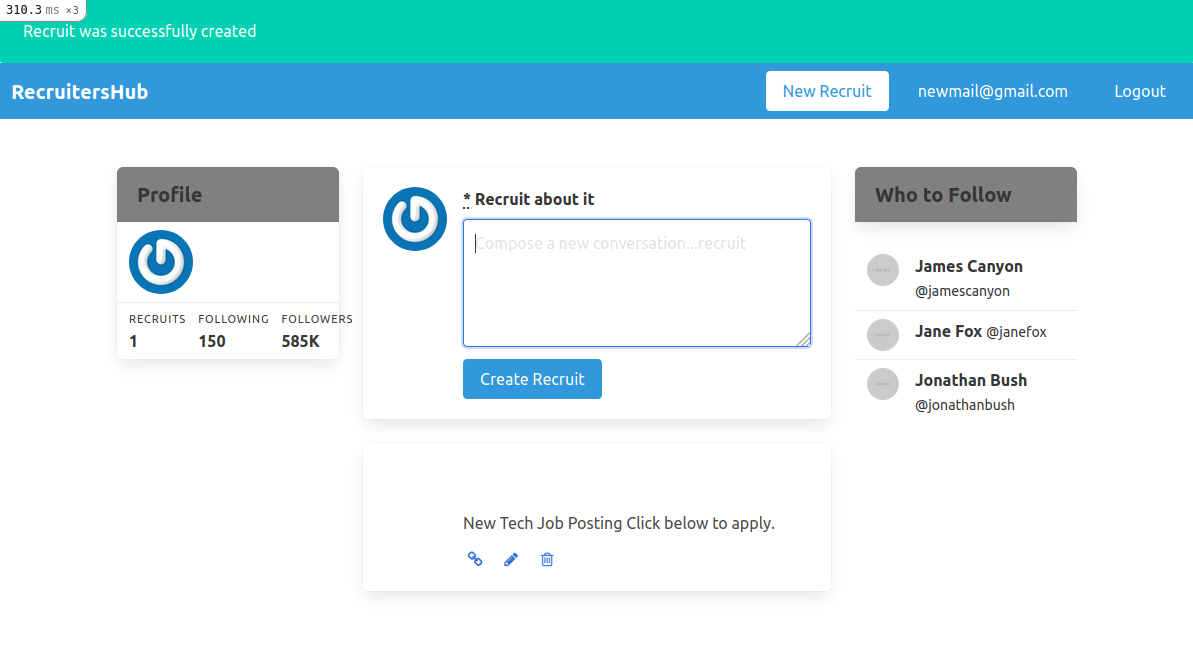 310.3 ms ×3
Recruit was successfully created
RecruitersHub
New Recruit
newmail@gmail.com
Logout
Profile
RECRUITS FOLLOWING FOLLOWERS
1 150 585K
* Recruit about it
Compose a new conversation...recruit
Create Recruit
New Tech Job Posting Click below to apply.
Who to Follow
James Canyon
@jamescanyon
Jane Fox @janefox
Jonathan Bush
@jonathanbush